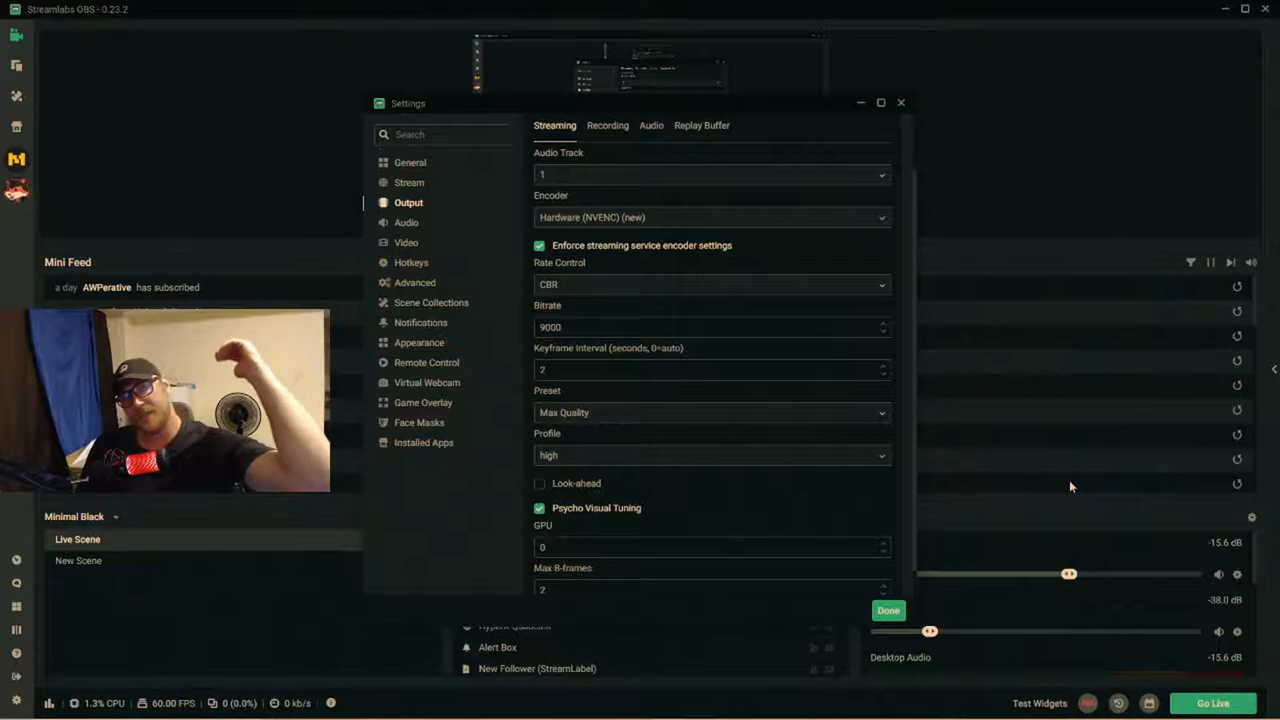 Streamlabs OBS - 0.23.2
Settings
Search
General
Stream
Output
Audio
Video
Hotkeys
Advanced
Scene Collections
Notifications
Appearance
Remote Control
Virtual Webcam
Game Overlay
Face Masks
Installed Apps
Streaming
Recording
Audio
Replay Buffer
Audio Track
1
Encoder
Hardware (NVENC) (new)
Enforce streaming service encoder settings
Rate Control
CBR
Bitrate
9000
Keyframe Interval (seconds, 0=auto)
2
Preset
Max Quality
Profile
high
Look-ahead
Psycho Visual Tuning
GPU
0
Max B-frames
2
Done
Mini Feed
a day AWPerative has subscribed
Minimal Black
Live Scene
New Scene
Alert Box
New Follower (StreamLabel)
-15.6 dB
-38.0 dB
Desktop Audio
-15.6 dB
1.3% CPU
60.00 FPS
0 (0.0%)
0 kb/s
Test Widgets
Go Live